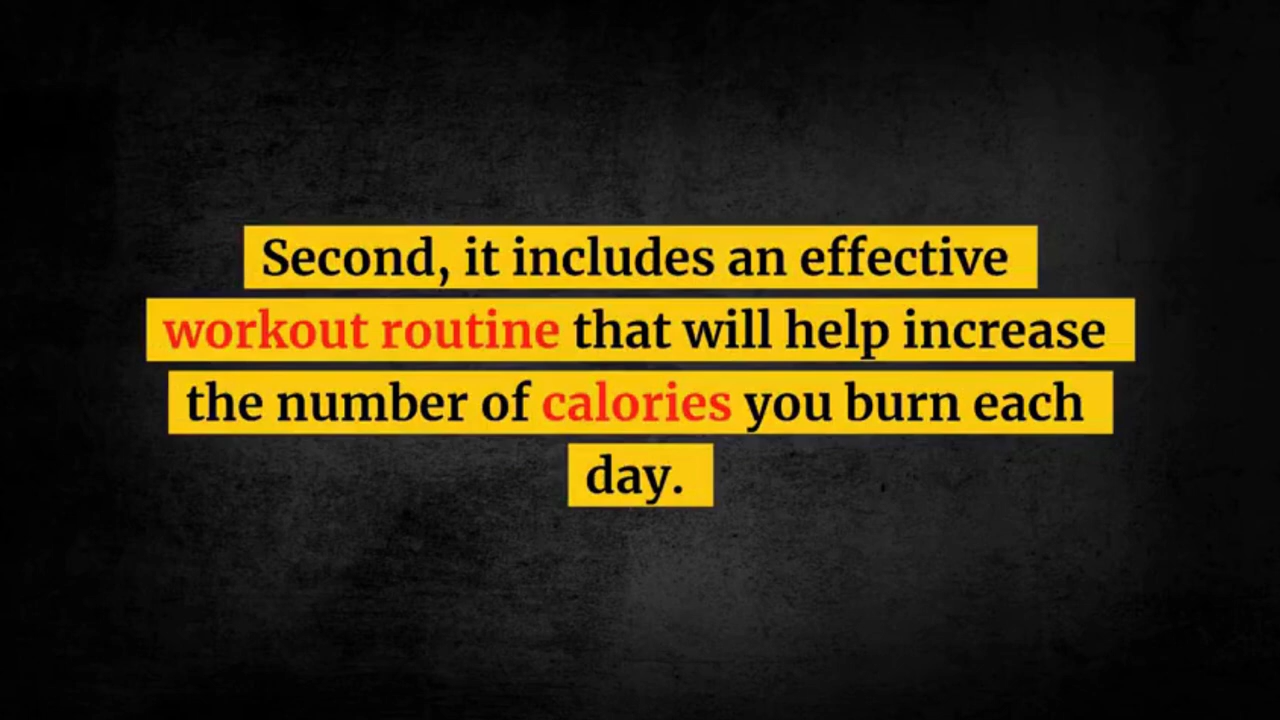 Second, it includes an effective
workout routine that will help increase
the number of calories you burn each
day.